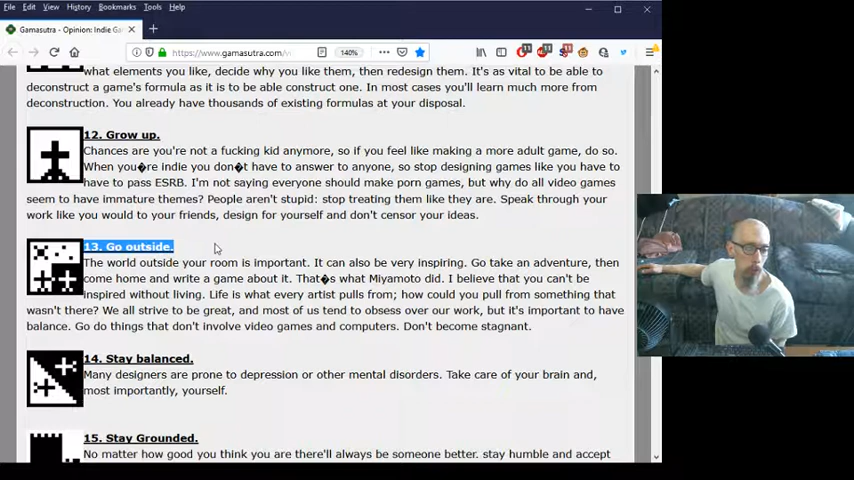 File Edit View History Bookmarks Tools Help
Gamasutra - Opinion: Indie Ga
https://www.gamasutra.com/v
140%
what elements you like, decide why you like them, then redesign them. It's as vital to be able to
deconstruct a game's formula as it is to be able construct one. In most cases you'll learn much more from
deconstruction. You already have thousands of existing formulas at your disposal.
12. Grow up.
Chances are you're not a fucking kid anymore, so if you feel like making a more adult game, do so.
When you�re indie you don�t have to answer to anyone, so stop designing games like you have to
have to pass ESRB. I'm not saying everyone should make porn games, but why do all video games
seem to have immature themes? People aren't stupid: stop treating them like they are. Speak through your
work like you would to your friends, design for yourself and don't censor your ideas.
13. Go outside.
The world outside your room is important. It can also be very inspiring. Go take an adventure, then
come home and write a game about it. That�s what Miyamoto did. I believe that you can't be
inspired without living. Life is what every artist pulls from; how could you pull from something that
wasn't there? We all strive to be great, and most of us tend to obsess over our work, but it's important to have
balance. Go do things that don't involve video games and computers. Don't become stagnant.
14. Stay balanced.
Many designers are prone to depression or other mental disorders. Take care of your brain and,
most importantly, yourself.
15. Stay Grounded.
No matter how good you think you are there'll always be someone better. stay humble and accept